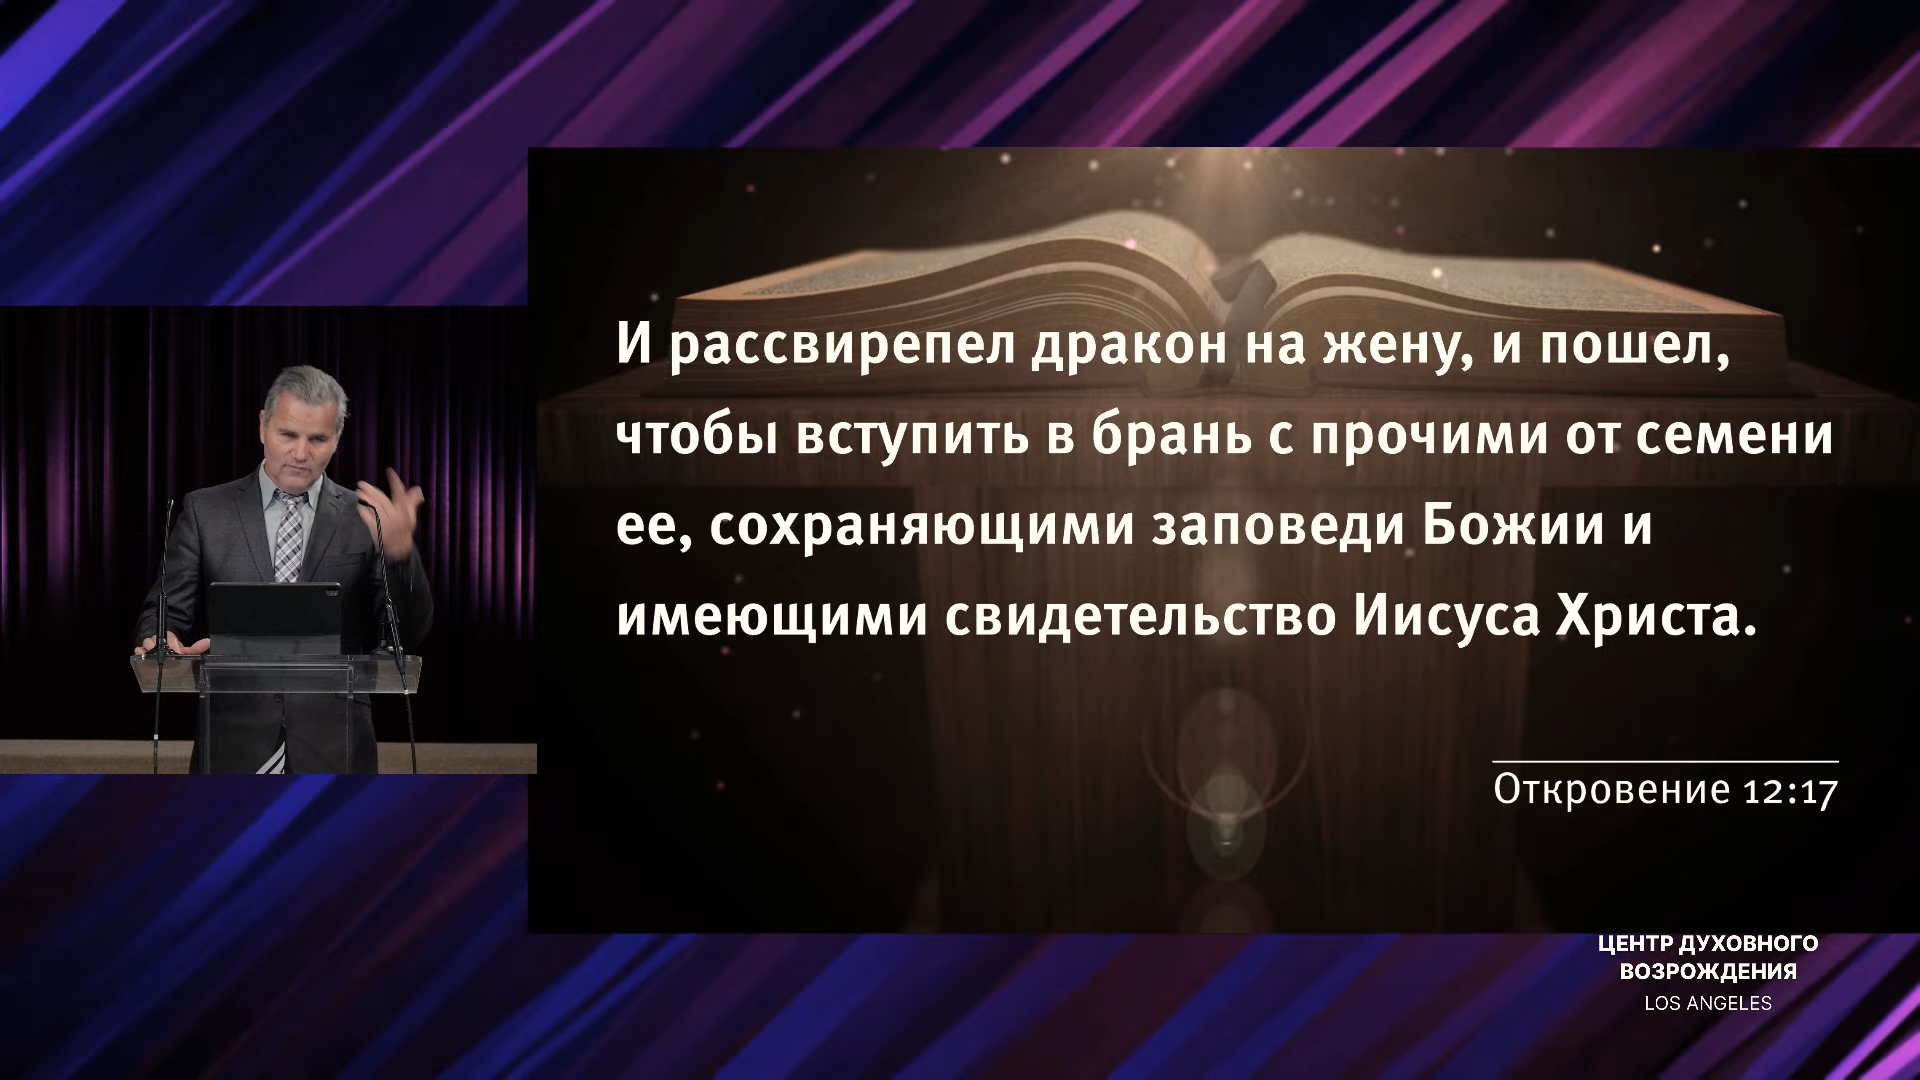 И рассвирепел дракон на жену, и пошел,
чтобы вступить в брань с прочими от семени
ее, сохраняющими заповеди Божии и
имеющими свидетельство Иисуса Христа.
Откровение 12:17
ЦЕНТР ДУХОВНОГО
ВОЗРОЖДЕНИЯ
LOS ANGELES